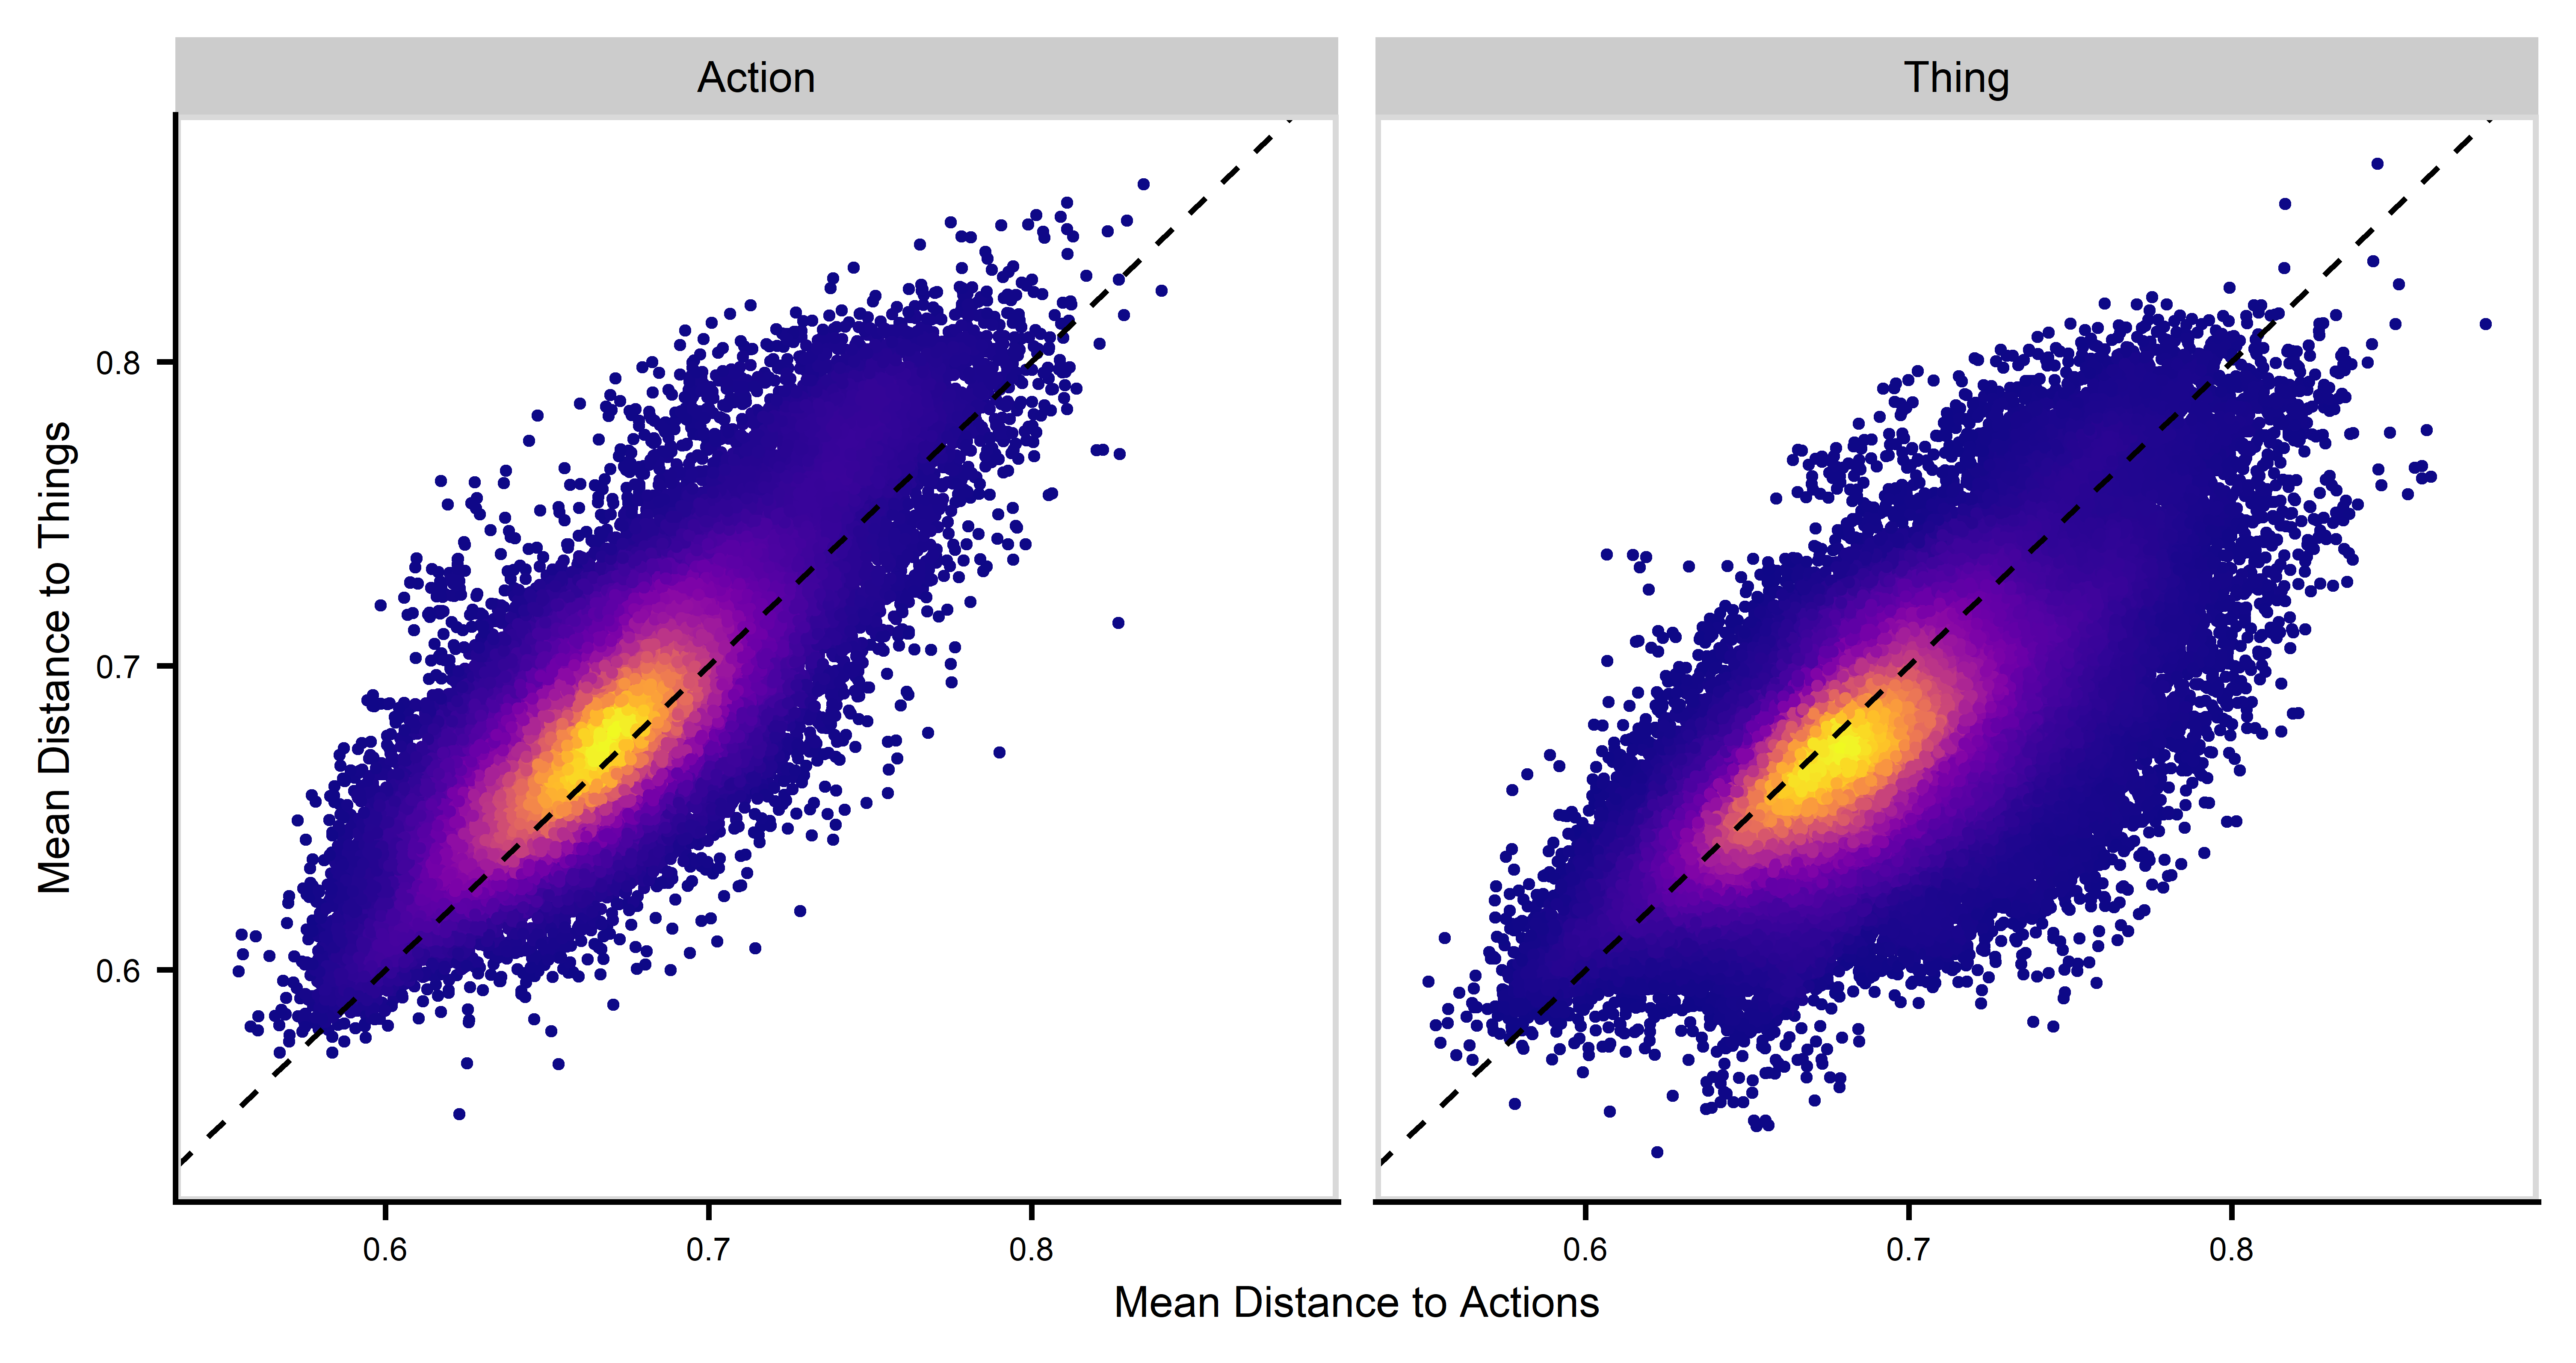 Action
Thing
Mean Distance to Things
0.8
0.7
0.6
0.6 0.7 0.8
0.6 0.7 0.8
Mean Distance to Actions